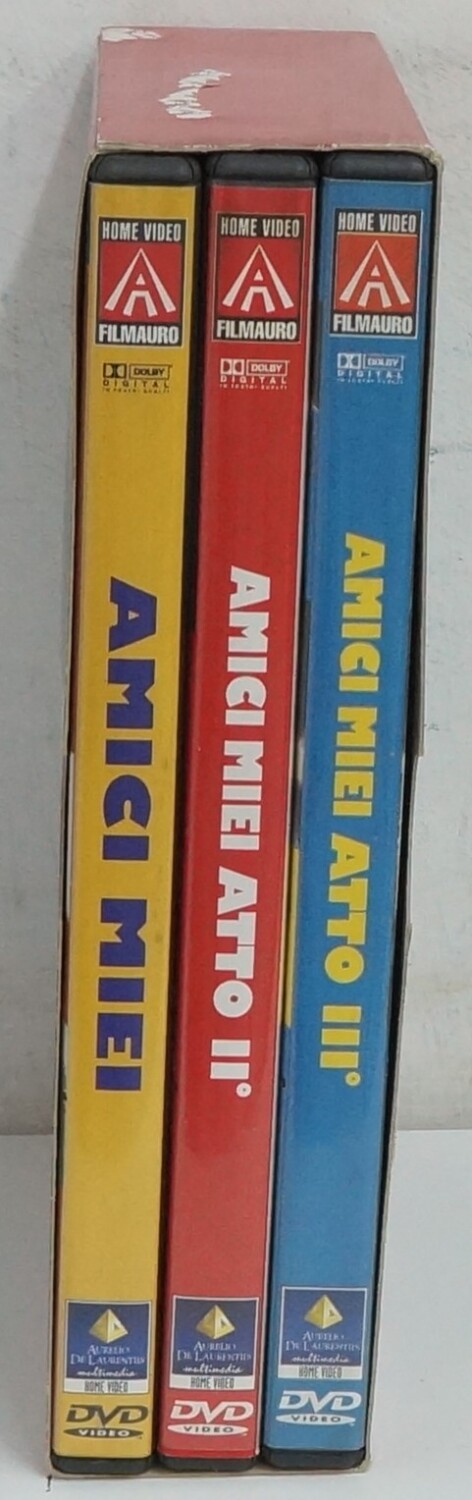 HOME VIDEO
FILMAURO
DOLBY
DIGITAL
AMICI MIEI
AURELIO
DE LAURENTIIS
multimedia
HOME VIDEO
DVD
VIDEO
HOME VIDEO
FILMAURO
DOLBY
DIGITAL
AMICI MIEI ATTO II°
AURELIO
DE LAURENTIIS
multimedia
HOME VIDEO
DVD
VIDEO
HOME VIDEO
FILMAURO
DOLBY
DIGITAL
AMICI MIEI ATTO III°
AURELIO
DE LAURENTIIS
multimedia
HOME VIDEO
DVD
VIDEO